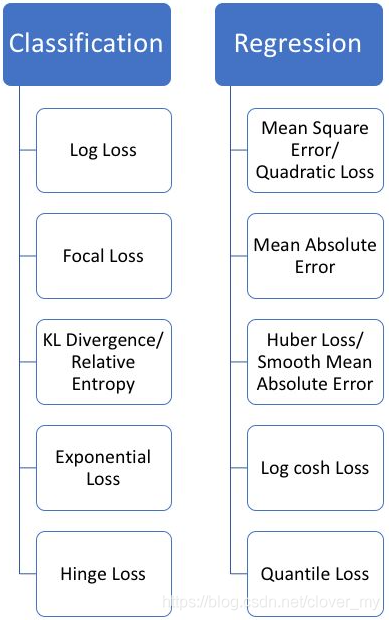 Classification
Log Loss
Focal Loss
KL Divergence/
Relative
Entropy
Exponential
Loss
Hinge Loss
Regression
Mean Square
Error/
Quadratic Loss
Mean Absolute
Error
Huber Loss/
Smooth Mean
Absolute Error
Log cosh Loss
Quantile Loss
https://blog.csdn.net/clover_my